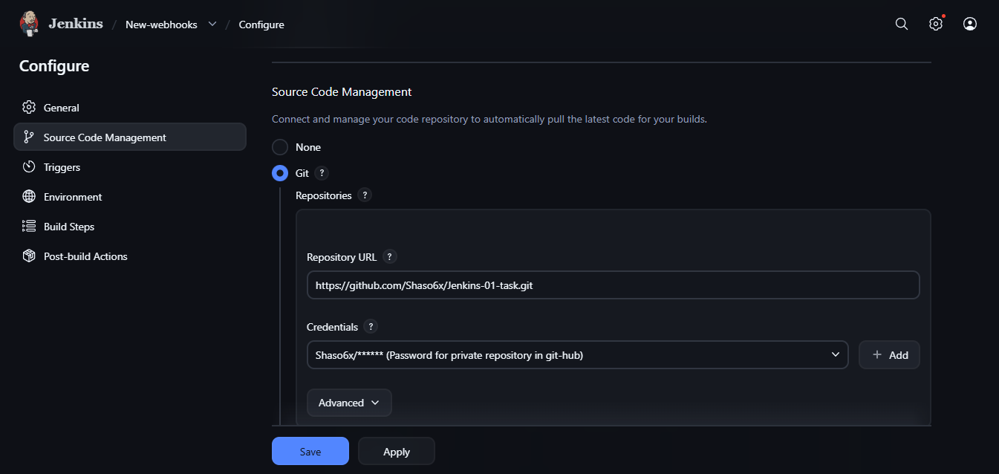 Jenkins / New-webhooks / Configure
Configure
General
Source Code Management
Triggers
Environment
Build Steps
Post-build Actions
Source Code Management
Connect and manage your code repository to automatically pull the latest code for your builds.
None
Git ?
Repositories ?
Repository URL ?
https://github.com/Shaso6x/Jenkins-01-task.git
Credentials ?
Shaso6x/****** (Password for private repository in git-hub)
+ Add
Advanced
Save
Apply